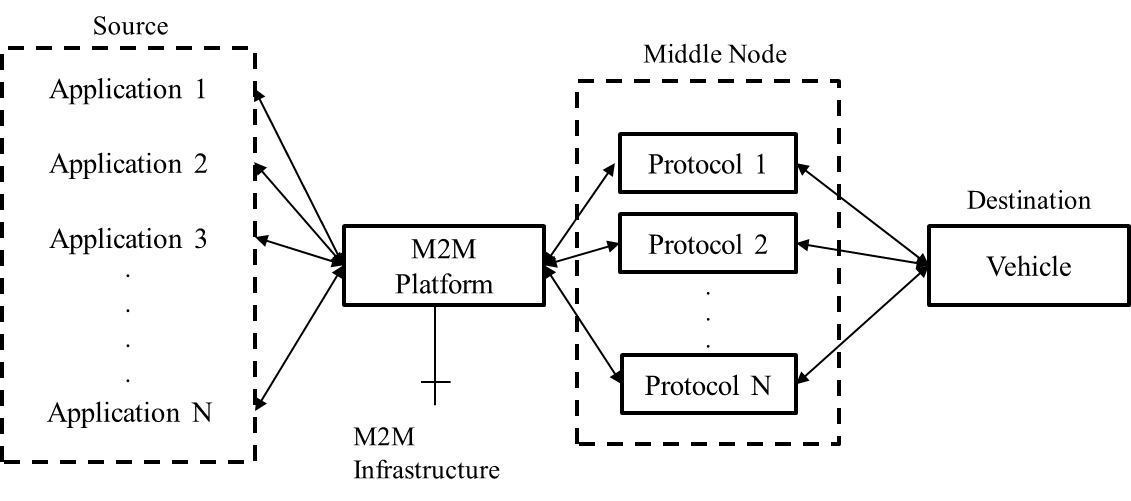 Source
Application 1
Application 2
Application 3
.
.
.
.
Application N
M2M
Platform
M2M
Infrastructure
Middle Node
Protocol 1
Protocol 2
.
.
.
Protocol N
Destination
Vehicle